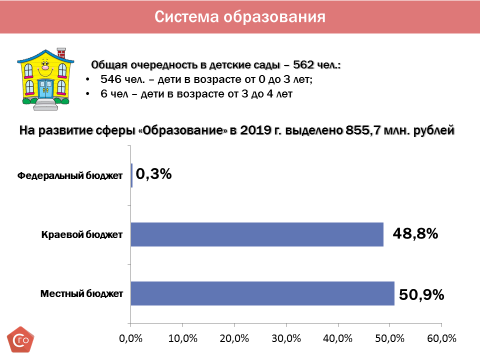 Система образования
Общая очередность в детские сады – 562 чел.:
• 546 чел. – дети в возрасте от 0 до 3 лет;
• 6 чел – дети в возрасте от 3 до 4 лет
На развитие сферы «Образование» в 2019 г. выделено 855,7 млн. рублей
Федеральный бюджет 0,3%
Краевой бюджет 48,8%
Местный бюджет 50,9%
0,0% 10,0% 20,0% 30,0% 40,0% 50,0% 60,0%
СГО